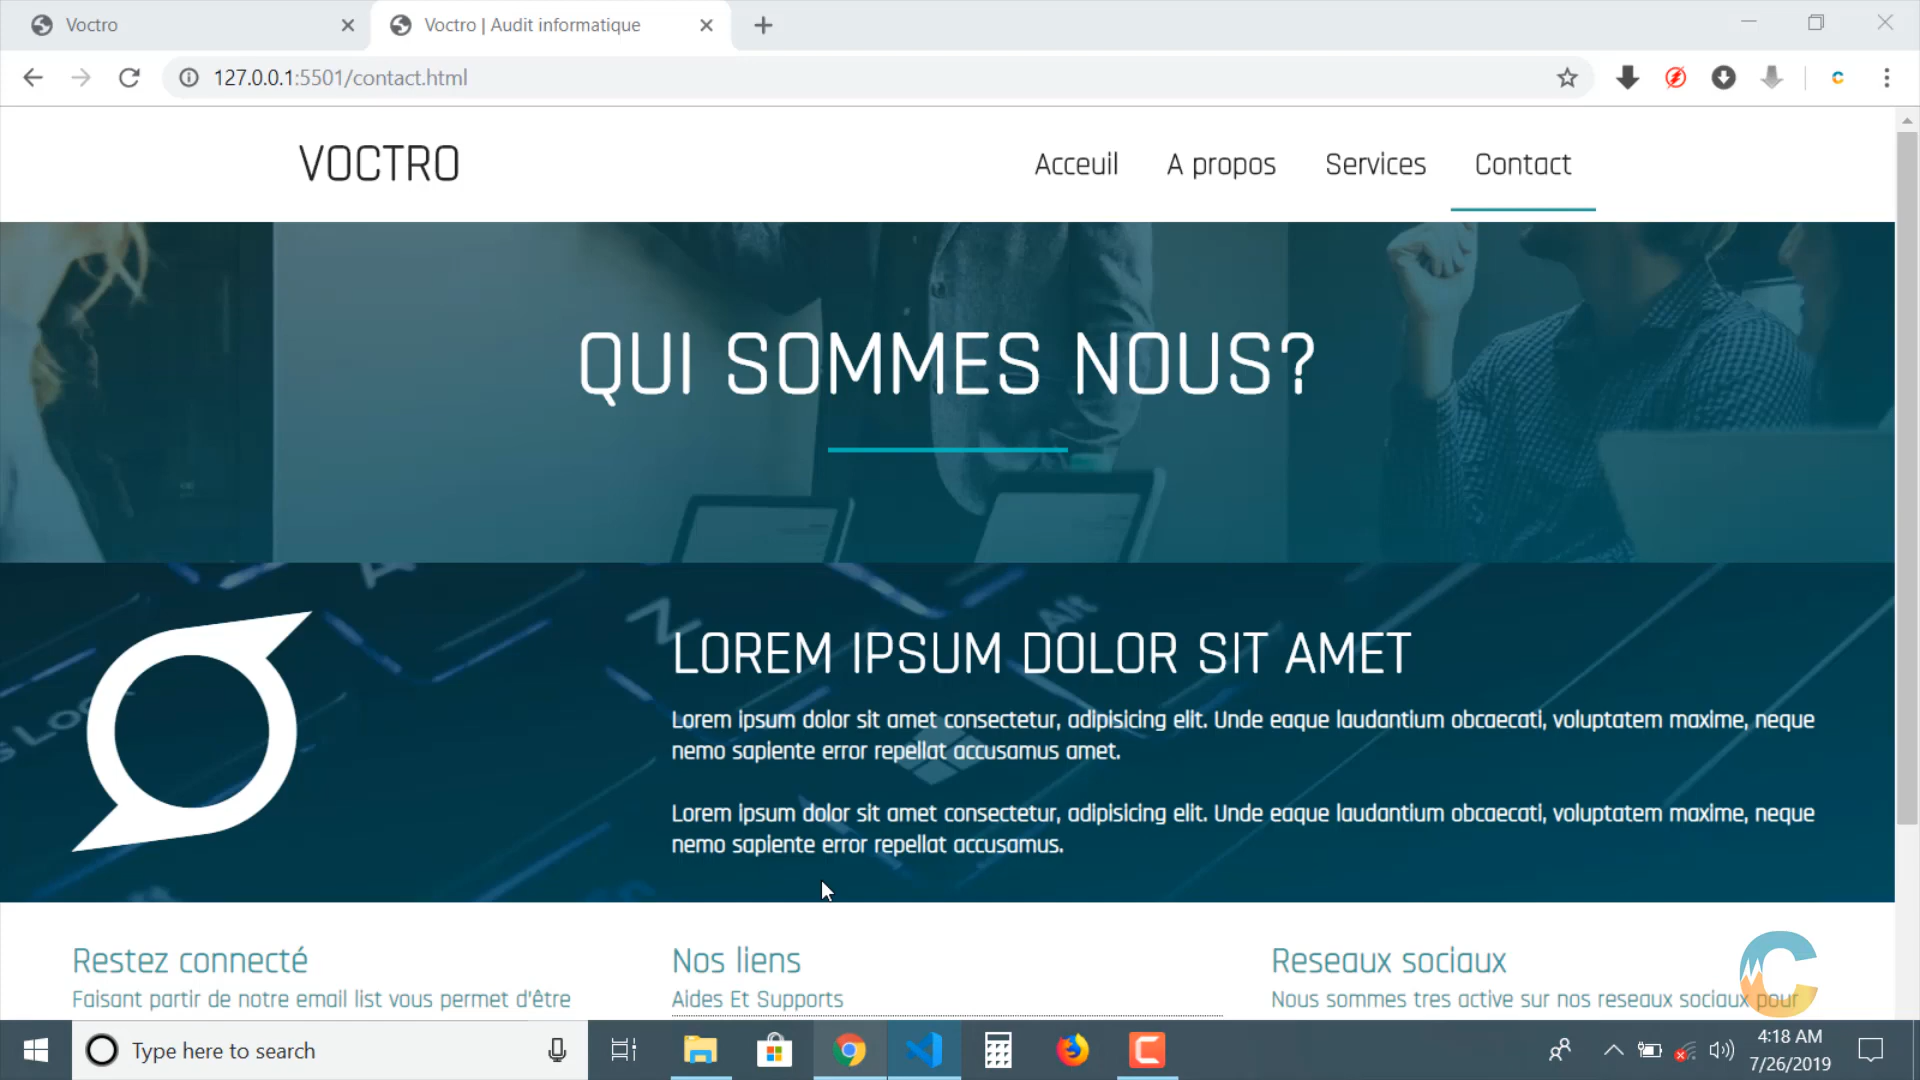 Voctro
Voctro | Audit informatique
127.0.0.1:5501/contact.html
VOCTRO
Acceuil
A propos
Services
Contact
QUI SOMMES NOUS?
LOREM IPSUM DOLOR SIT AMET
Lorem ipsum dolor sit amet consectetur, adipisicing elit. Unde eaque laudantium obcaecati, voluptatem maxime, neque
nemo sapiente error repellat accusamus amet.
Lorem ipsum dolor sit amet consectetur, adipisicing elit. Unde eaque laudantium obcaecati, voluptatem maxime, neque
nemo sapiente error repellat accusamus.
Z
Alt
Restez connecté
Faisant partir de notre email list vous permet d'être
Nos liens
Aides Et Supports
Reseaux sociaux
Nous sommes tres active sur nos reseaux sociaux pour
Type here to search
4:18 AM
7/26/2019